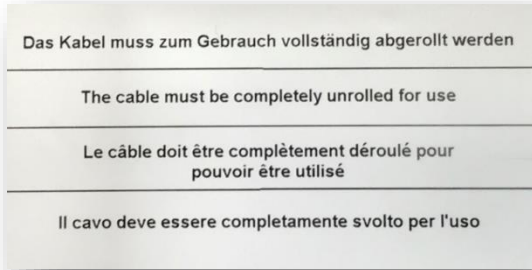 Das Kabel muss zum Gebrauch vollständig abgerollt werden
The cable must be completely unrolled for use
Le câble doit être complètement déroulé pour
pouvoir être utilisé
Il cavo deve essere completamente svolto per l'uso